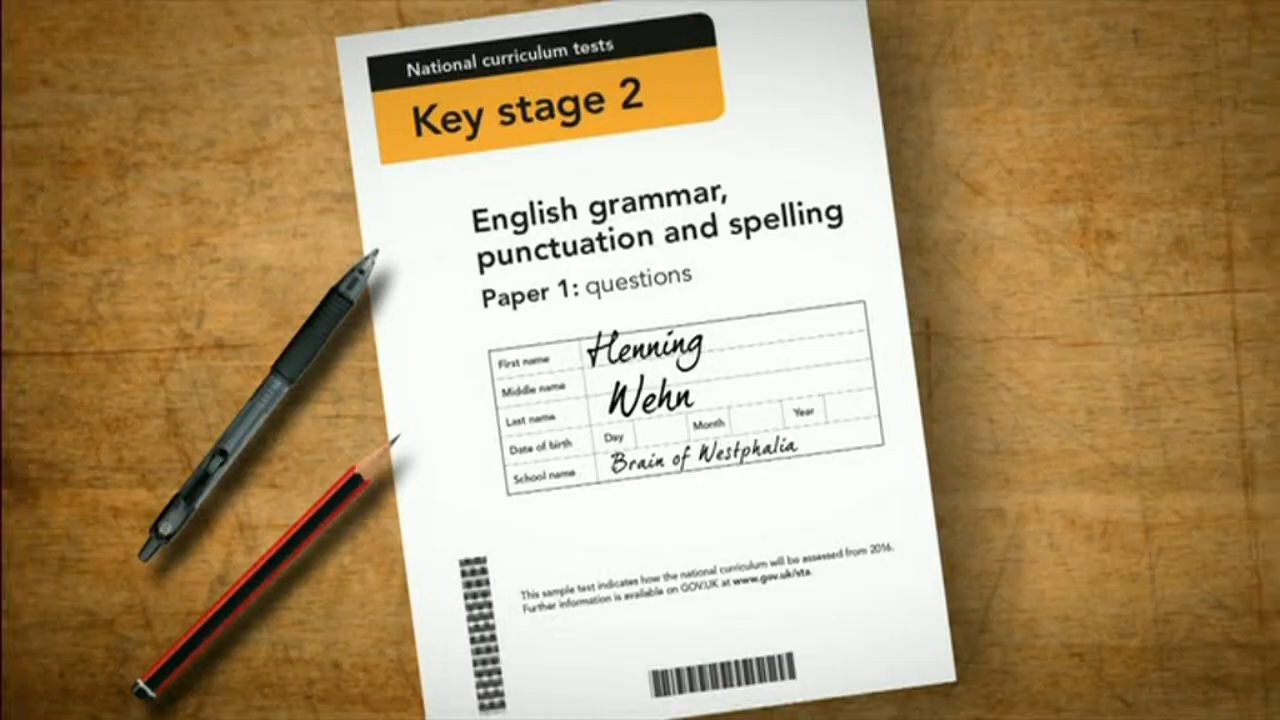 National curriculum tests
Key stage 2
English grammar,
punctuation and spelling
Paper 1: questions
First name Henning
Middle name
Last name Wehn
Date of birth Day Month Year
School name Brain of Westphalia
This sample test indicates how the national curriculum will be assessed from 2016.
Further information is available on GOV.UK at www.gov.uk/sta.